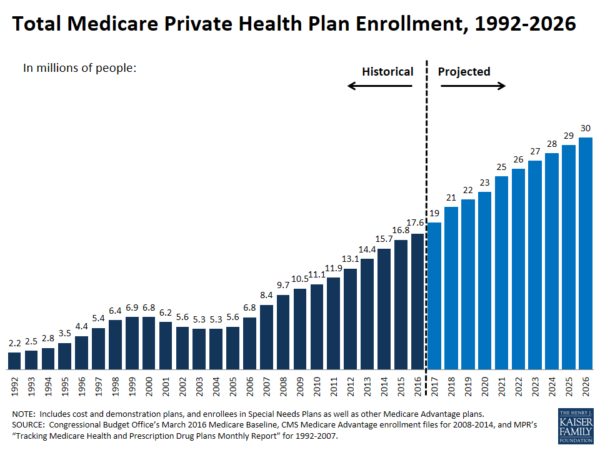 Total Medicare Private Health Plan Enrollment, 1992-2026
In millions of people:
Historical
Projected
2.2 2.5 2.8 3.5 4.4 5.4 6.4 6.9 6.8 6.2 5.6 5.3 5.3 5.6 6.8 8.4 9.7 10.5 11.1 11.9 13.1 14.4 15.7 16.8 17.6 19 21 22 23 25 26 27 28 29 30
1992 1993 1994 1995 1996 1997 1998 1999 2000 2001 2002 2003 2004 2005 2006 2007 2008 2009 2010 2011 2012 2013 2014 2015 2016 2017 2018 2019 2020 2021 2022 2023 2024 2025 2026
NOTE: Includes cost and demonstration plans, and enrollees in Special Needs Plans as well as other Medicare Advantage plans.
SOURCE: Congressional Budget Office's March 2016 Medicare Baseline, CMS Medicare Advantage enrollment files for 2008-2014, and MPR's
"Tracking Medicare Health and Prescription Drug Plans Monthly Report" for 1992-2007.
THE HENRY J.
KAISER
FAMILY
FOUNDATION